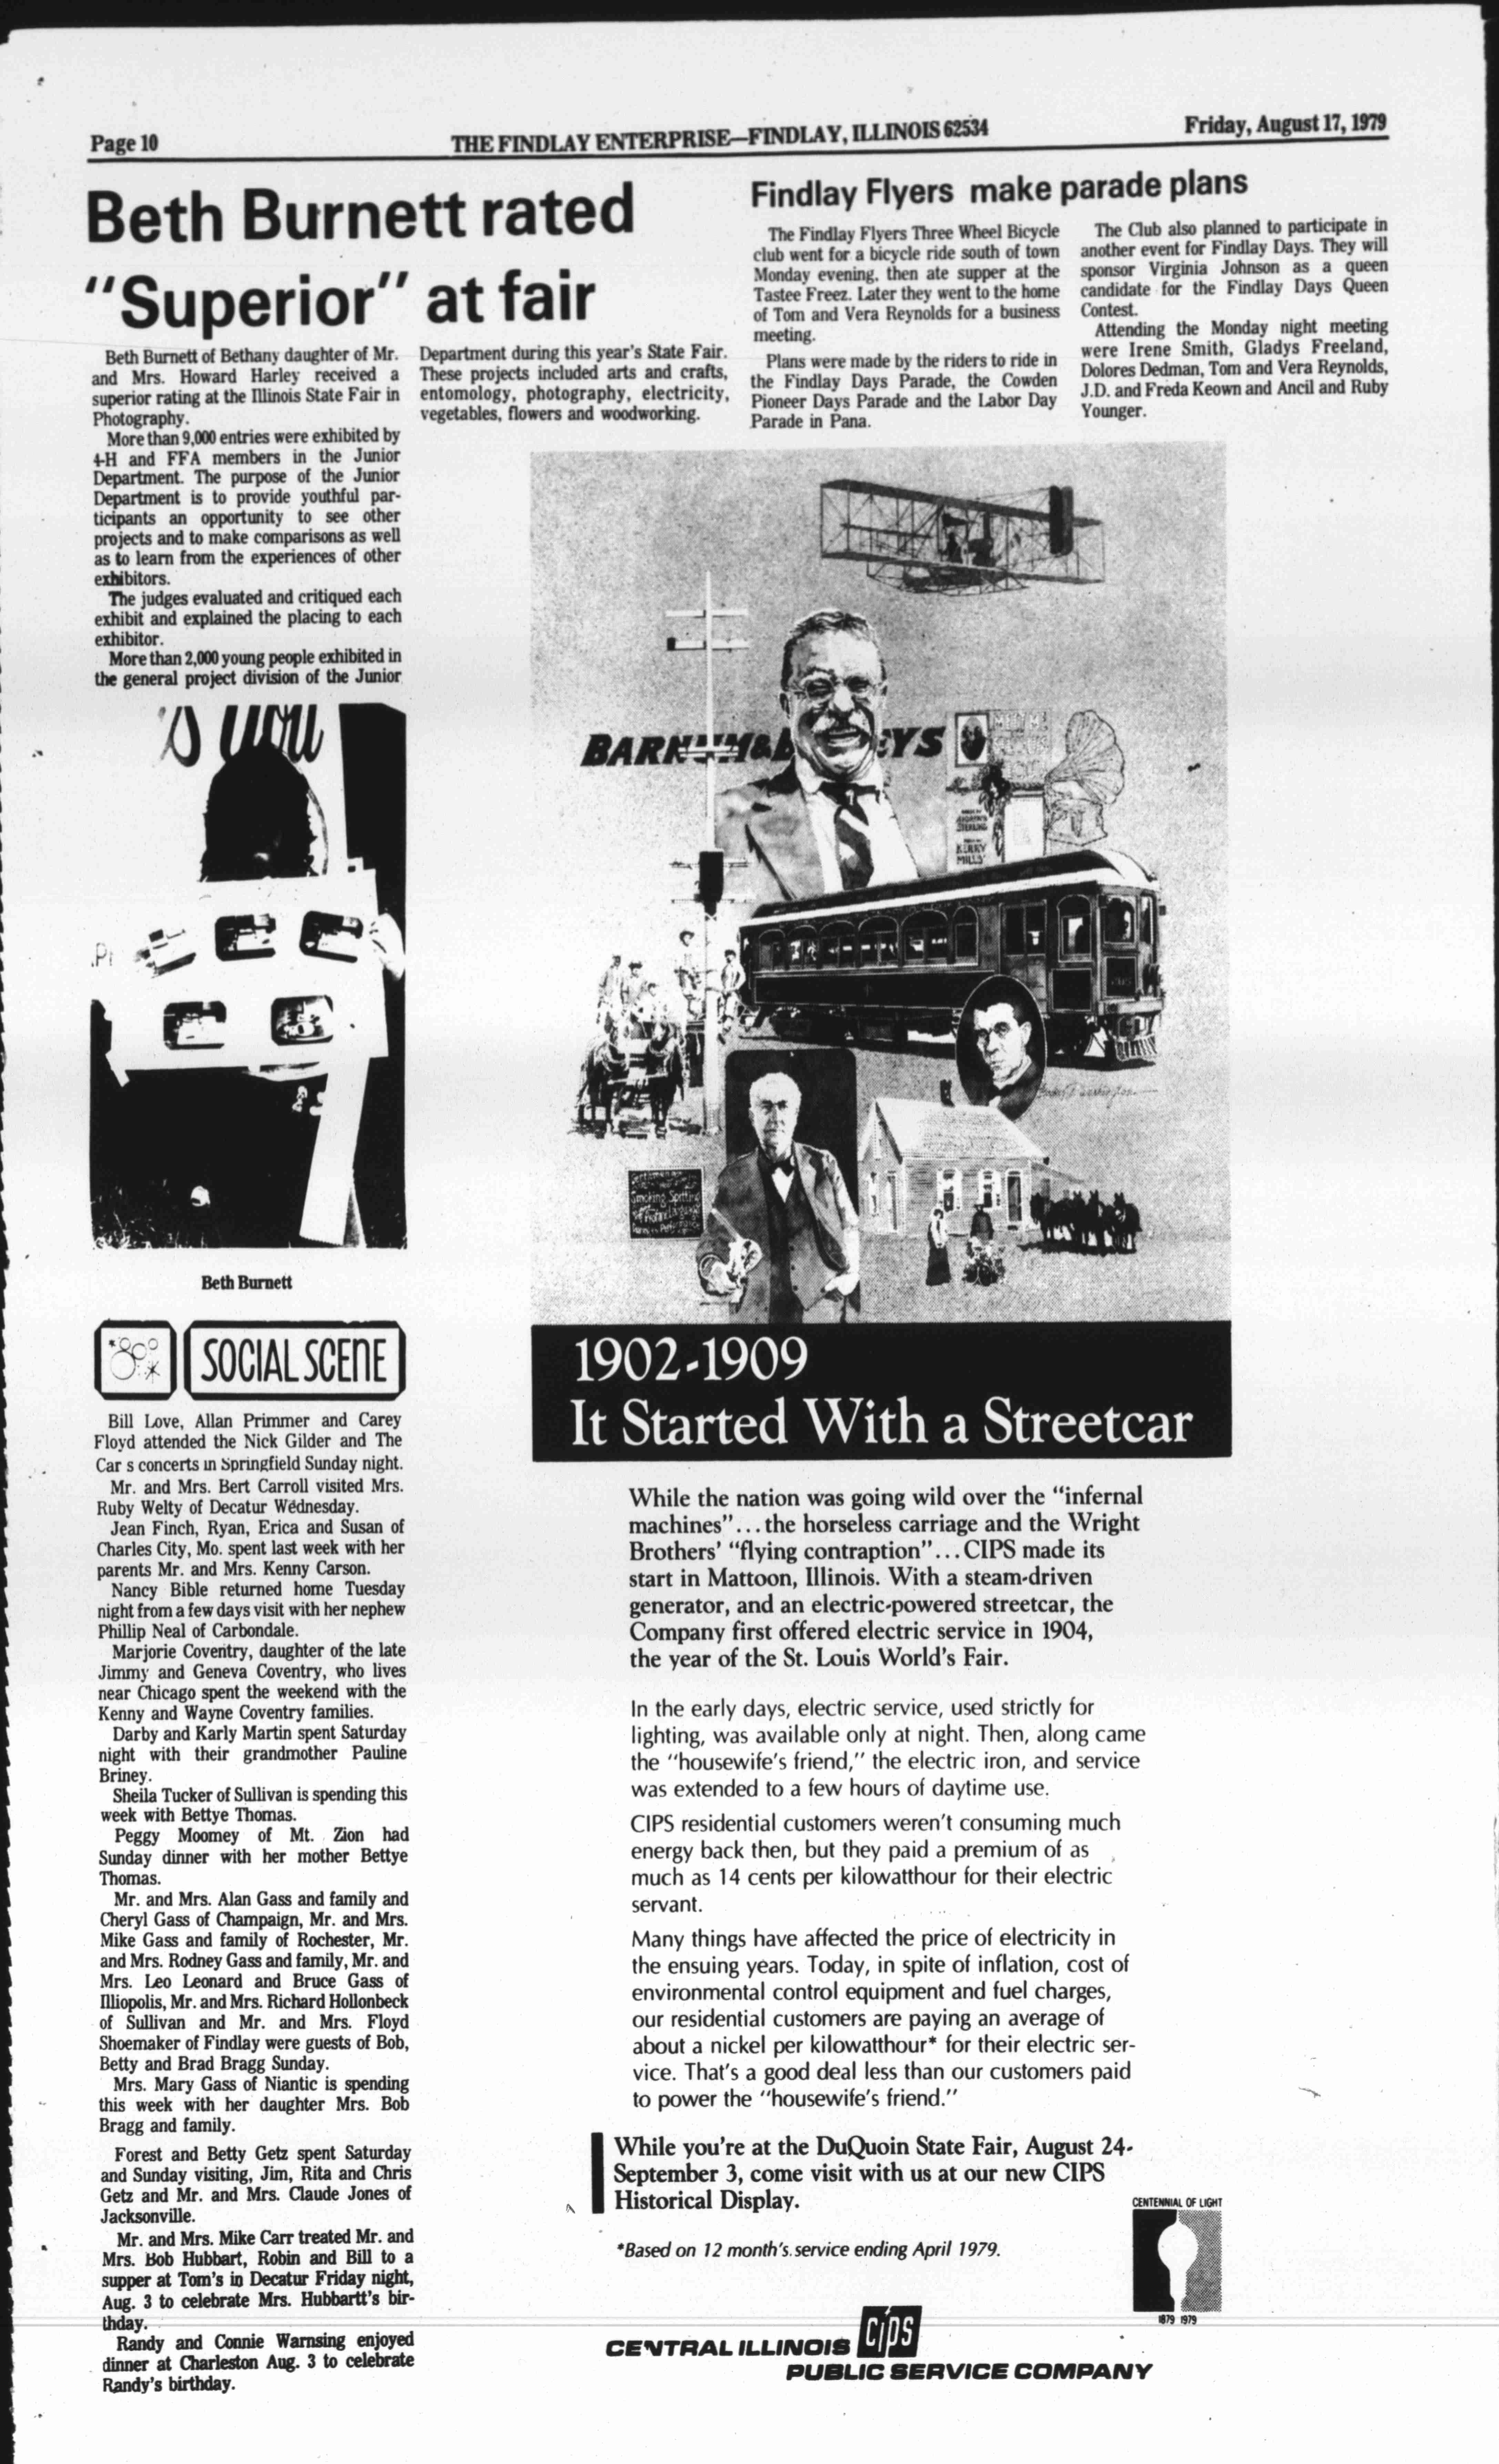 Page 10
THE FINDLAY ENTERPRISE—FINDLAY, ILLINOIS 62534
Friday, August 17, 1979
Beth Burnett rated
"Superior" at fair
Beth Burnett of Bethany daughter of Mr.
and Mrs. Howard Harley received a
superior rating at the Illinois State Fair in
Photography.
More than 9,000 entries were exhibited by
4-H and FFA members in the Junior
Department. The purpose of the Junior
Department is to provide youthful par-
ticipants an opportunity to see other
projects and to make comparisons as well
as to learn from the experiences of other
exhibitors.
The judges evaluated and critiqued each
exhibit and explained the placing to each
exhibitor.
More than 2,000 young people exhibited in
the general project division of the Junior
Department during this year's State Fair.
These projects included arts and crafts,
entomology, photography, electricity,
vegetables, flowers and woodworking.
Findlay Flyers make parade plans
The Findlay Flyers Three Wheel Bicycle
club went for a bicycle ride south of town
Monday evening, then ate supper at the
Tastee Freez. Later they went to the home
of Tom and Vera Reynolds for a business
meeting.
Plans were made by the riders to ride in
the Findlay Days Parade, the Cowden
Pioneer Days Parade and the Labor Day
Parade in Pana.
The Club also planned to participate in
another event for Findlay Days. They will
sponsor Virginia Johnson as a queen
candidate for the Findlay Days Queen
Contest.
Attending the Monday night meeting
were Irene Smith, Gladys Freeland,
Dolores Dedman, Tom and Vera Reynolds,
J.D. and Freda Keown and Ancil and Ruby
Younger.
's you
Beth Burnett
SOCIAL SCENE
Bill Love, Allan Primmer and Carey
Floyd attended the Nick Gilder and The
Car s concerts in Springfield Sunday night.
Mr. and Mrs. Bert Carroll visited Mrs.
Ruby Welty of Decatur Wednesday.
Jean Finch, Ryan, Erica and Susan of
Charles City, Mo. spent last week with her
parents Mr. and Mrs. Kenny Carson.
Nancy Bible returned home Tuesday
night from a few days visit with her nephew
Phillip Neal of Carbondale.
Marjorie Coventry, daughter of the late
Jimmy and Geneva Coventry, who lives
near Chicago spent the weekend with the
Kenny and Wayne Coventry families.
Darby and Karly Martin spent Saturday
night with their grandmother Pauline
Briney.
Sheila Tucker of Sullivan is spending this
week with Bettye Thomas.
Peggy Moomey of Mt. Zion had
Sunday dinner with her mother Bettye
Thomas.
Mr. and Mrs. Alan Gass and family and
Cheryl Gass of Champaign, Mr. and Mrs.
Mike Gass and family of Rochester, Mr.
and Mrs. Rodney Gass and family, Mr. and
Mrs. Leo Leonard and Bruce Gass of
Illiopolis, Mr. and Mrs. Richard Hollonbeck
of Sullivan and Mr. and Mrs. Floyd
Shoemaker of Findlay were guests of Bob,
Betty and Brad Bragg Sunday.
Mrs. Mary Gass of Niantic is spending
this week with her daughter Mrs. Bob
Bragg and family.
Forest and Betty Getz spent Saturday
and Sunday visiting, Jim, Rita and Chris
Getz and Mr. and Mrs. Claude Jones of
Jacksonville.
Mr. and Mrs. Mike Carr treated Mr. and
Mrs. Bob Hubbart, Robin and Bill to a
supper at Tom's in Decatur Friday night,
Aug. 3 to celebrate Mrs. Hubbartt's bir-
thday.
Randy and Connie Warnsing enjoyed
dinner at Charleston Aug. 3 to celebrate
Randy's birthday.
KERRY
MILLS
1902-1909
It Started With a Streetcar
While the nation was going wild over the "infernal
machines"...the horseless carriage and the Wright
Brothers' "flying contraption"...CIPS made its
start in Mattoon, Illinois. With a steam-driven
generator, and an electric-powered streetcar, the
Company first offered electric service in 1904,
the year of the St. Louis World's Fair.
In the early days, electric service, used strictly for
lighting, was available only at night. Then, along came
the "housewife's friend," the electric iron, and service
was extended to a few hours of daytime use.
CIPS residential customers weren't consuming much
energy back then, but they paid a premium of as
much as 14 cents per kilowatthour for their electric
servant.
Many things have affected the price of electricity in
the ensuing years. Today, in spite of inflation, cost of
environmental control equipment and fuel charges,
our residential customers are paying an average of
about a nickel per kilowatthour* for their electric ser-
vice. That's a good deal less than our customers paid
to power the "housewife's friend."
While you're at the DuQuoin State Fair, August 24-
September 3, come visit with us at our new CIPS
Historical Display.
*Based on 12 month's service ending April 1979.
CENTENNIAL OF LIGHT
1879 1979
CENTRAL ILLINOIS CIPS
PUBLIC SERVICE COMPANY